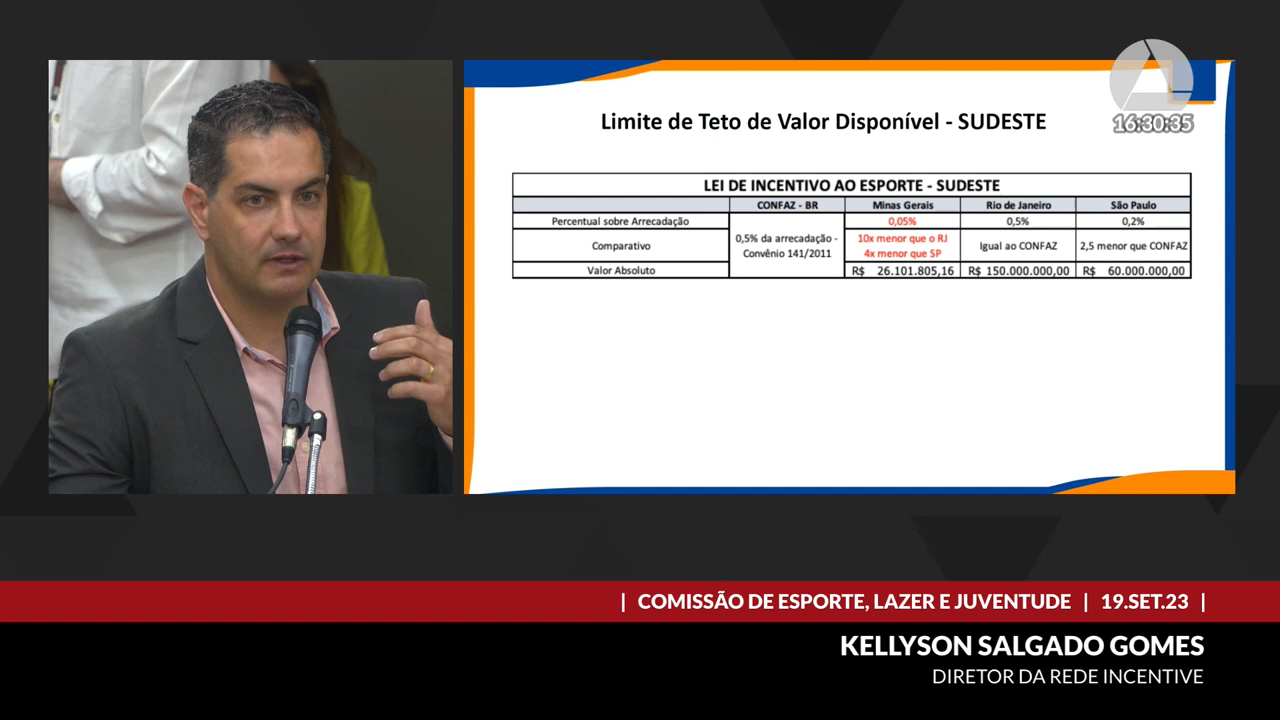 16:30:35
Limite de Teto de Valor Disponível - SUDESTE
LEI DE INCENTIVO AO ESPORTE - SUDESTE
CONFAZ - BR Minas Gerais Rio de Janeiro São Paulo
Percentual sobre Arrecadação 0,05% 0,5% 0,2%
Comparativo 0,5% da arrecadação - Convênio 141/2011 10x menor que o RJ 4x menor que SP Igual ao CONFAZ 2,5 menor que CONFAZ
Valor Absoluto R$ 26.101.805,16 R$ 150.000.000,00 R$ 60.000.000,00
| COMISSÃO DE ESPORTE, LAZER E JUVENTUDE | 19.SET.23 |
KELLYSON SALGADO GOMES
DIRETOR DA REDE INCENTIVE